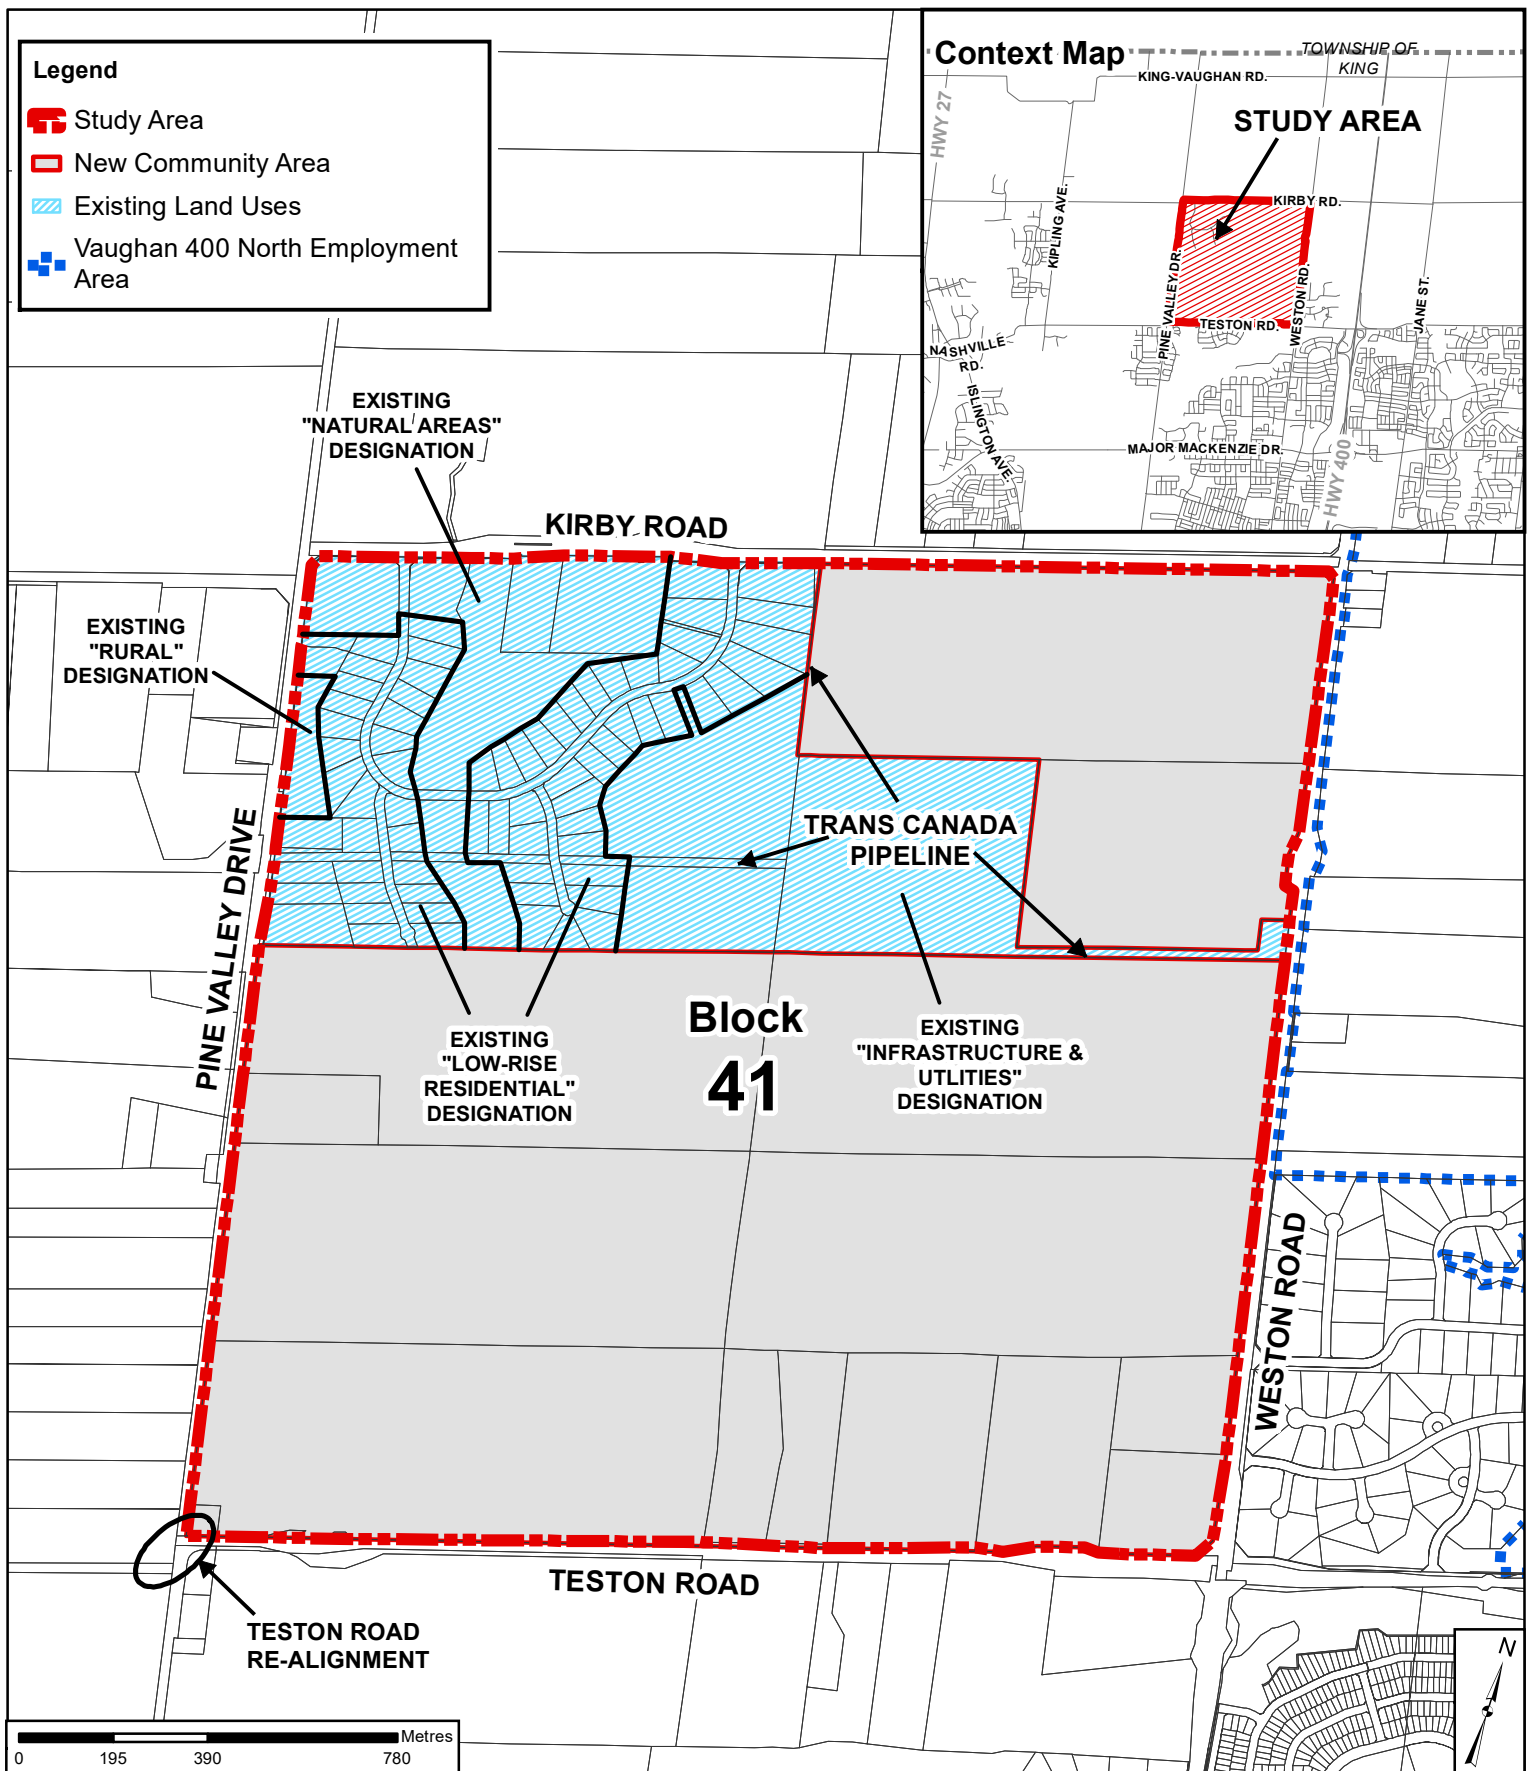 Legend
Study Area
New Community Area
Existing Land Uses
Vaughan 400 North Employment
Area
Context Map
TOWNSHIP OF
KING
KING-VAUGHAN RD.
HWY 27
STUDY AREA
KIPLING AVE.
KIRBY RD.
PINE VALLEY DR.
WESTON RD.
JANE ST.
TESTON RD.
NASHVILLE
RD.
ISLINGTON AVE.
MAJOR MACKENZIE DR.
HWY 400
EXISTING
"NATURAL AREAS"
DESIGNATION
KIRBY ROAD
EXISTING
"RURAL"
DESIGNATION
TRANS CANADA
PIPELINE
PINE VALLEY DRIVE
Block
41
EXISTING
"LOW-RISE
RESIDENTIAL"
DESIGNATION
EXISTING
"INFRASTRUCTURE &
UTLITIES"
DESIGNATION
WESTON ROAD
TESTON ROAD
TESTON ROAD
RE-ALIGNMENT
N
Metres
0 195 390 780